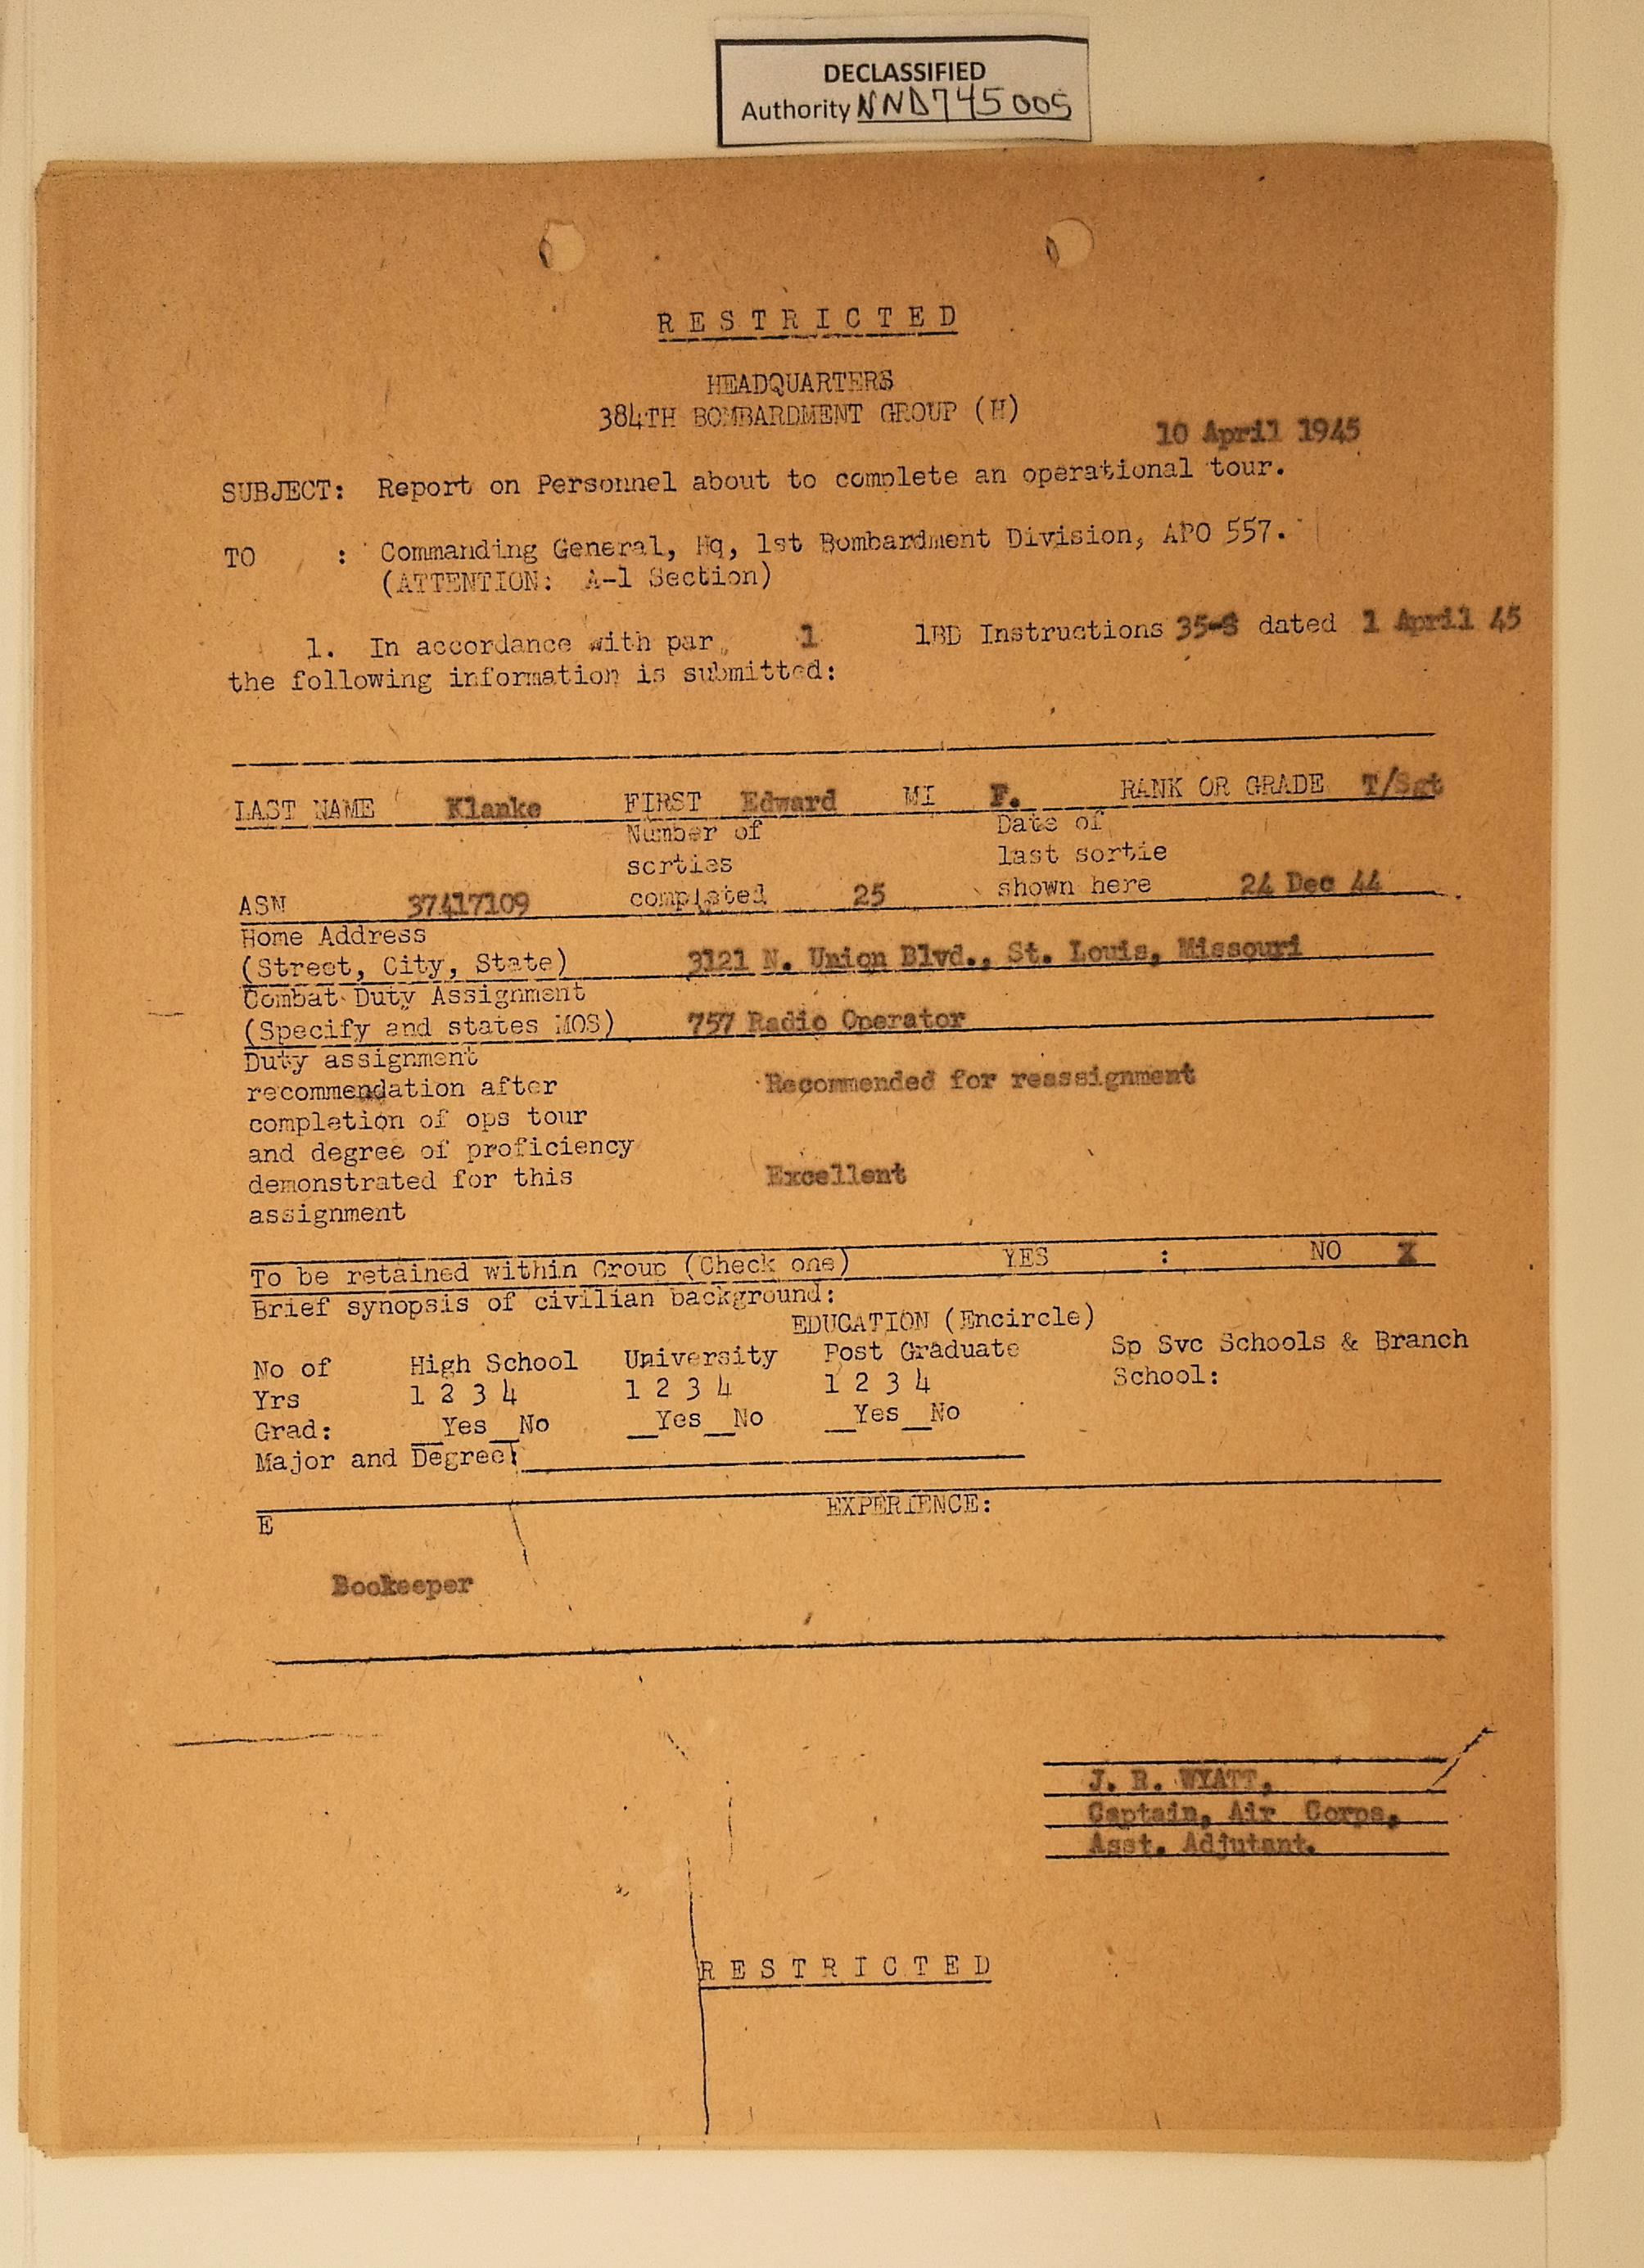 DECLASSIFIED
Authority NND745005
RESTRICTED
HEADQUARTERS
384TH BOMBARDMENT GROUP (H)
10 April 1945
SUBJECT: Report on Personnel about to complete an operational tour.
TO : Commanding General, Hq, 1st Bombardment Division, APO 557.
(ATTENTION: A-1 Section)
1. In accordance with par. 1 1BD Instructions 35-8 dated 1 April 45
the following information is submitted:
LAST NAME Klanke FIRST Edward MI F. RANK OR GRADE T/Sgt
Number of Date of
sorties last sortie
ASN 37417109 completed 25 shown here 24 Dec 44
Home Address
(Street, City, State) 3121 N. Union Blvd., St. Louis, Missouri
Combat Duty Assignment
(Specify and states MOS) 757 Radio Operator
Duty assignment
recommendation after Recommended for reassignment
completion of ops tour
and degree of proficiency
demonstrated for this Excellent
assignment
To be retained within Group (Check one) YES : NO X
Brief synopsis of civilian background:
EDUCATION (Encircle)
No of High School University Post Graduate Sp Svc Schools & Branch
Yrs 1 2 3 4 1 2 3 4 1 2 3 4 School:
Grad: __Yes__No __Yes__No __Yes__No
Major and Degree:
E EXPERIENCE:
Bookeeper
J. R. WYATT,
Captain, Air Corps,
Asst. Adjutant.
RESTRICTED